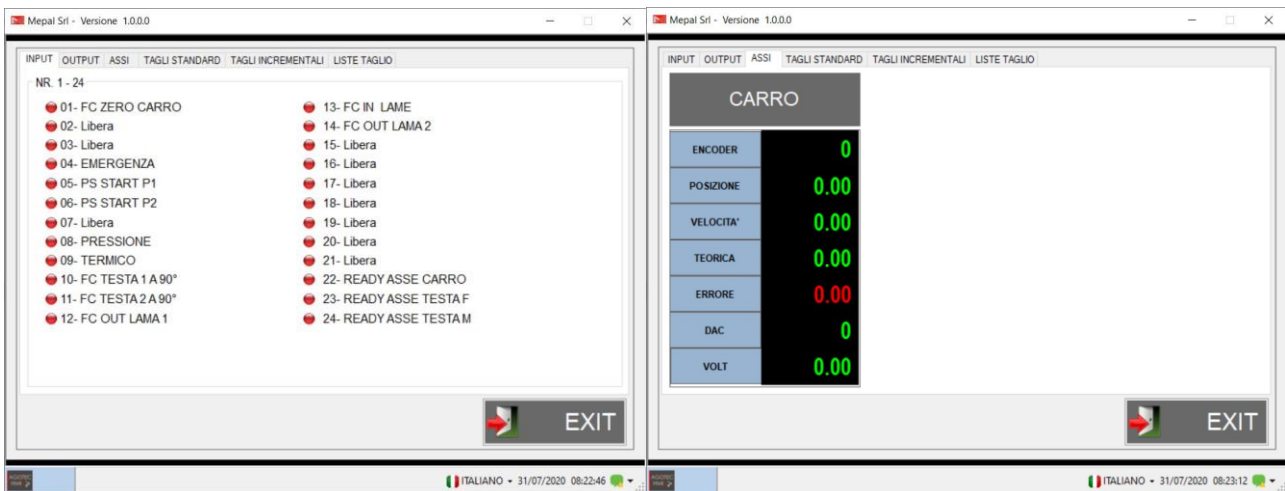 Mepal Srl - Versione 1.0.0.0
INPUT OUTPUT ASSI TAGLI STANDARD TAGLI INCREMENTALI LISTE TAGLIO
NR. 1 - 24
01- FC ZERO CARRO
02- Libera
03- Libera
04- EMERGENZA
05- PS START P1
06- PS START P2
07- Libera
08- PRESSIONE
09- TERMICO
10- FC TESTA 1 A 90°
11- FC TESTA 2 A 90°
12- FC OUT LAMA 1
13- FC IN LAME
14- FC OUT LAMA 2
15- Libera
16- Libera
17- Libera
18- Libera
19- Libera
20- Libera
21- Libera
22- READY ASSE CARRO
23- READY ASSE TESTA F
24- READY ASSE TESTA M
EXIT
ITALIANO - 31/07/2020 08:22:46
Mepal Srl - Versione 1.0.0.0
INPUT OUTPUT ASSI TAGLI STANDARD TAGLI INCREMENTALI LISTE TAGLIO
CARRO
ENCODER 0
POSIZIONE 0.00
VELOCITA' 0.00
TEORICA 0.00
ERRORE 0.00
DAC 0
VOLT 0.00
EXIT
ITALIANO - 31/07/2020 08:23:12